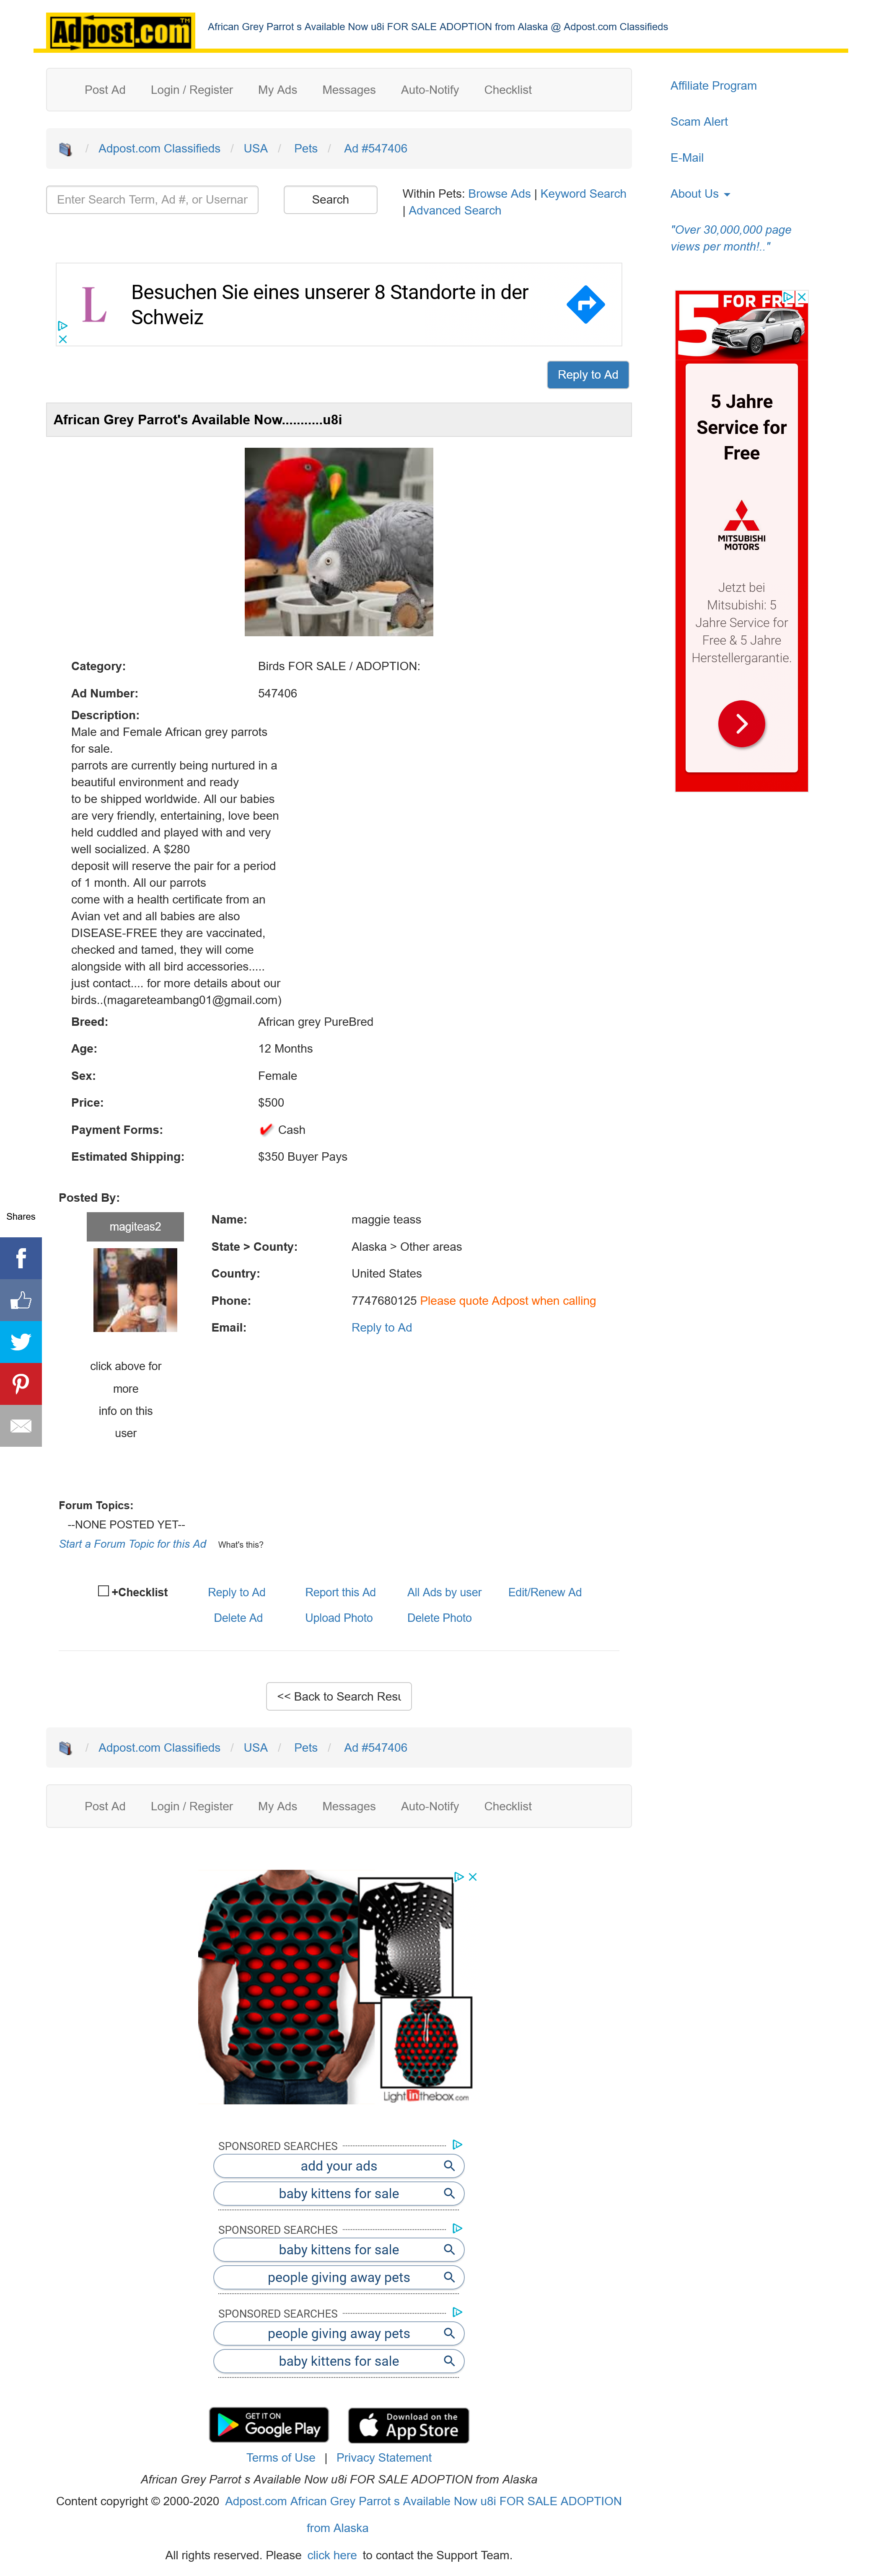 Adpost.com TM
African Grey Parrot s Available Now u8i FOR SALE ADOPTION from Alaska @ Adpost.com Classifieds
Post Ad Login / Register My Ads Messages Auto-Notify Checklist
/ Adpost.com Classifieds / USA / Pets / Ad #547406
Enter Search Term, Ad #, or Usernar
Search
Within Pets: Browse Ads | Keyword Search
| Advanced Search
Affiliate Program
Scam Alert
E-Mail
About Us
"Over 30,000,000 page
views per month!.."
L
Besuchen Sie eines unserer 8 Standorte in der
Schweiz
Reply to Ad
5 FOR FREE
5 Jahre
Service for
Free
MITSUBISHI
MOTORS
Jetzt bei
Mitsubishi: 5
Jahre Service for
Free & 5 Jahre
Herstellergarantie.
African Grey Parrot's Available Now...........u8i
Category: Birds FOR SALE / ADOPTION:
Ad Number: 547406
Description:
Male and Female African grey parrots
for sale.
parrots are currently being nurtured in a
beautiful environment and ready
to be shipped worldwide. All our babies
are very friendly, entertaining, love been
held cuddled and played with and very
well socialized. A $280
deposit will reserve the pair for a period
of 1 month. All our parrots
come with a health certificate from an
Avian vet and all babies are also
DISEASE-FREE they are vaccinated,
checked and tamed, they will come
alongside with all bird accessories.....
just contact.... for more details about our
birds..(magareteambang01@gmail.com)
Breed: African grey PureBred
Age: 12 Months
Sex: Female
Price: $500
Payment Forms: Cash
Estimated Shipping: $350 Buyer Pays
Posted By:
Shares
magiteas2
Name: maggie teass
State > County: Alaska > Other areas
Country: United States
Phone: 7747680125 Please quote Adpost when calling
Email: Reply to Ad
click above for
more
info on this
user
Forum Topics:
--NONE POSTED YET--
Start a Forum Topic for this Ad What's this?
+Checklist Reply to Ad Report this Ad All Ads by user Edit/Renew Ad
Delete Ad Upload Photo Delete Photo
<< Back to Search Resu
/ Adpost.com Classifieds / USA / Pets / Ad #547406
Post Ad Login / Register My Ads Messages Auto-Notify Checklist
LightInthebox.com
SPONSORED SEARCHES
add your ads
baby kittens for sale
SPONSORED SEARCHES
baby kittens for sale
people giving away pets
SPONSORED SEARCHES
people giving away pets
baby kittens for sale
GET IT ON
Google Play
Download on the
App Store
Terms of Use | Privacy Statement
African Grey Parrot s Available Now u8i FOR SALE ADOPTION from Alaska
Content copyright © 2000-2020 Adpost.com African Grey Parrot s Available Now u8i FOR SALE ADOPTION
from Alaska
All rights reserved. Please click here to contact the Support Team.